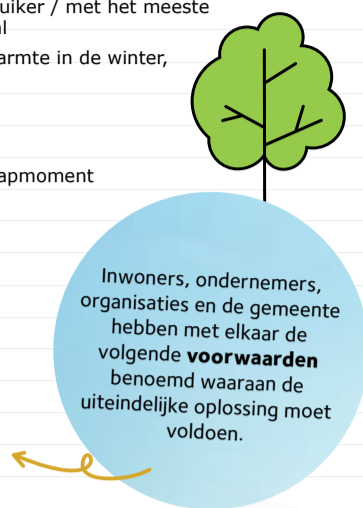 uiker / met het meeste
armte in de winter,
apmoment
Inwoners, ondernemers,
organisaties en de gemeente
hebben met elkaar de
volgende voorwaarden
benoemd waaraan de
uiteindelijke oplossing moet
voldoen.